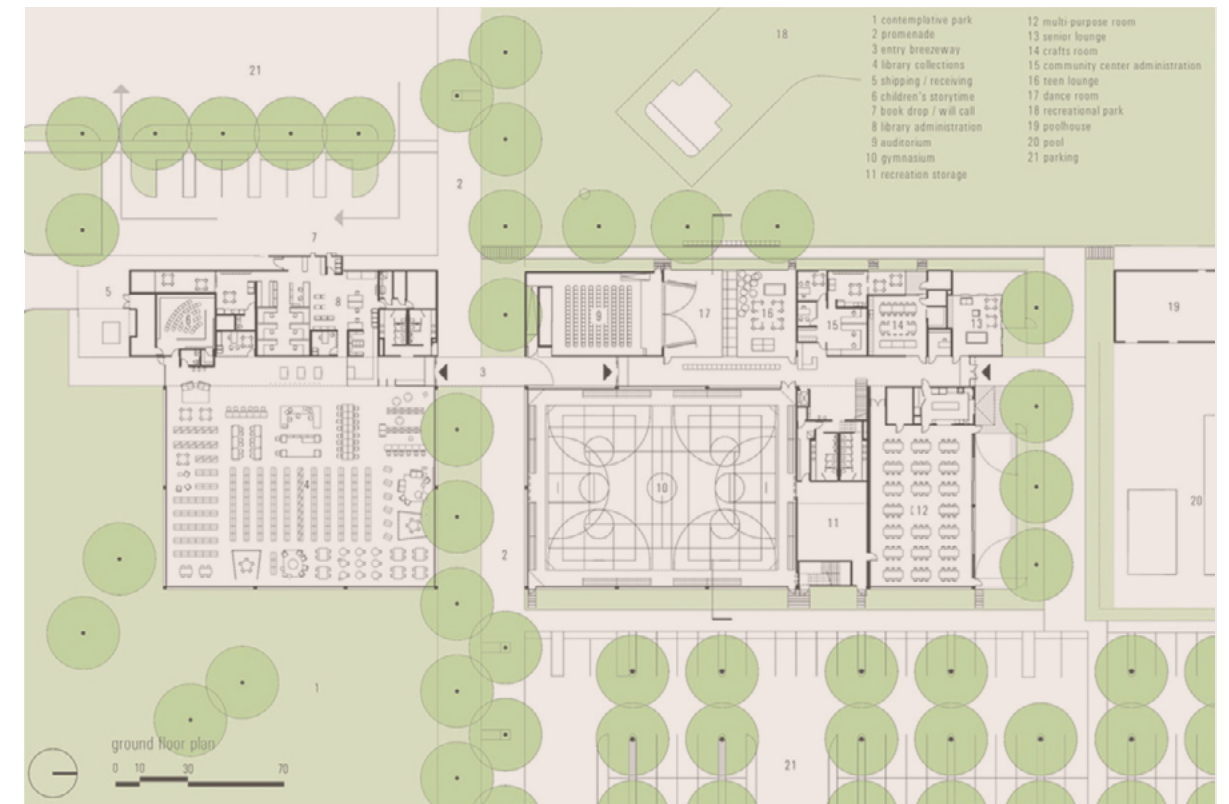 1 contemplative park
2 promenade
3 entry breezeway
4 library collections
5 shipping / receiving
6 children's storytime
7 book drop / will call
8 library administration
9 auditorium
10 gymnasium
11 recreation storage
12 multi-purpose room
13 senior lounge
14 crafts room
15 community center administration
16 teen lounge
17 dance room
18 recreational park
19 poolhouse
20 pool
21 parking
18
21
2
7
5
8
6
9
17
16
15
14
13
19
3
4
10
11
12
20
2
1
21
ground floor plan
0 10 30 70